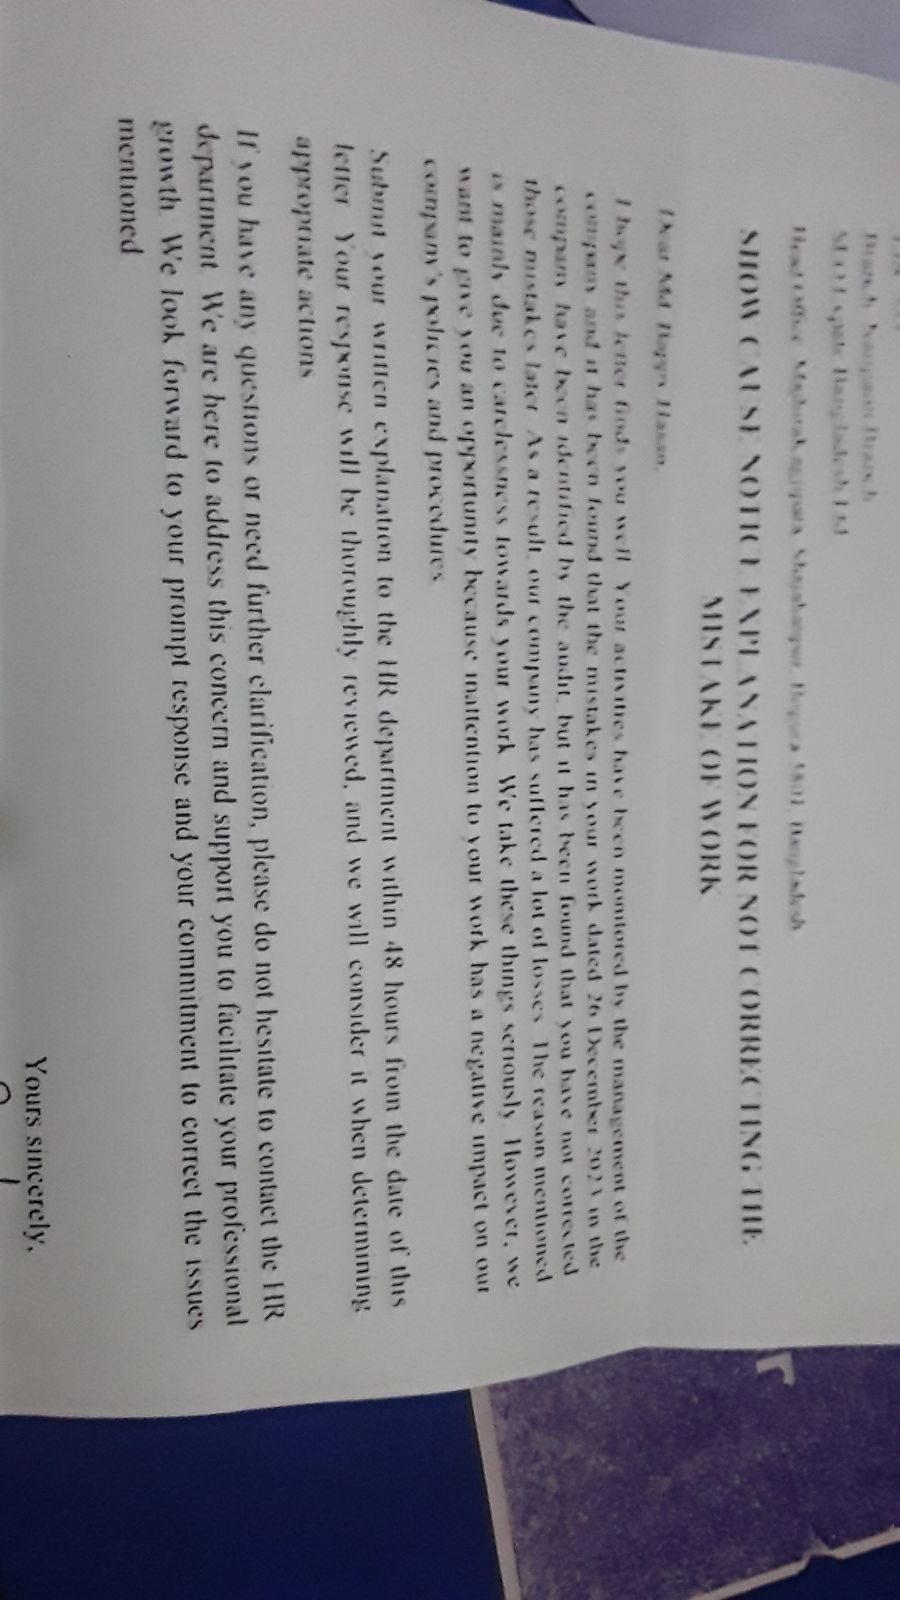 Branch Naogaon Branch
Bangladesh Ltd
Head Office Shajahanpur, Bogura 5801, Bangladesh
SHOW CAUSE NOTICE EXPLANATION FOR NOT CORRECTING THE
MISTAKE OF WORK
Dear Md Bappy Hasan,
I hope this letter finds you well. Your activities have been monitored by the management of the
company and it has been found that the mistakes in your work dated 26 December 2023 in the
company have been identified by the audit, but it has been found that you have not corrected
those mistakes later. As a result, our company has suffered a lot of losses. The reason mentioned
is mainly due to carelessness towards your work. We take these things seriously. However, we
want to give you an opportunity because inattention to your work has a negative impact on our
company's policies and procedures.
Submit your written explanation to the HR department within 48 hours from the date of this
letter. Your response will be thoroughly reviewed, and we will consider it when determining
appropriate actions.
If you have any questions or need further clarification, please do not hesitate to contact the HR
department. We are here to address this concern and support you to facilitate your professional
growth. We look forward to your prompt response and your commitment to correct the issues
mentioned
Yours sincerely,
r